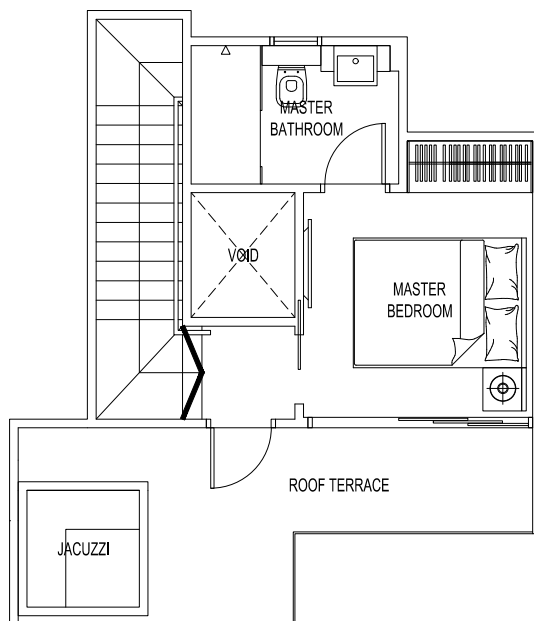 MASTER
BATHROOM
VOID
MASTER
BEDROOM
ROOF TERRACE
JACUZZI